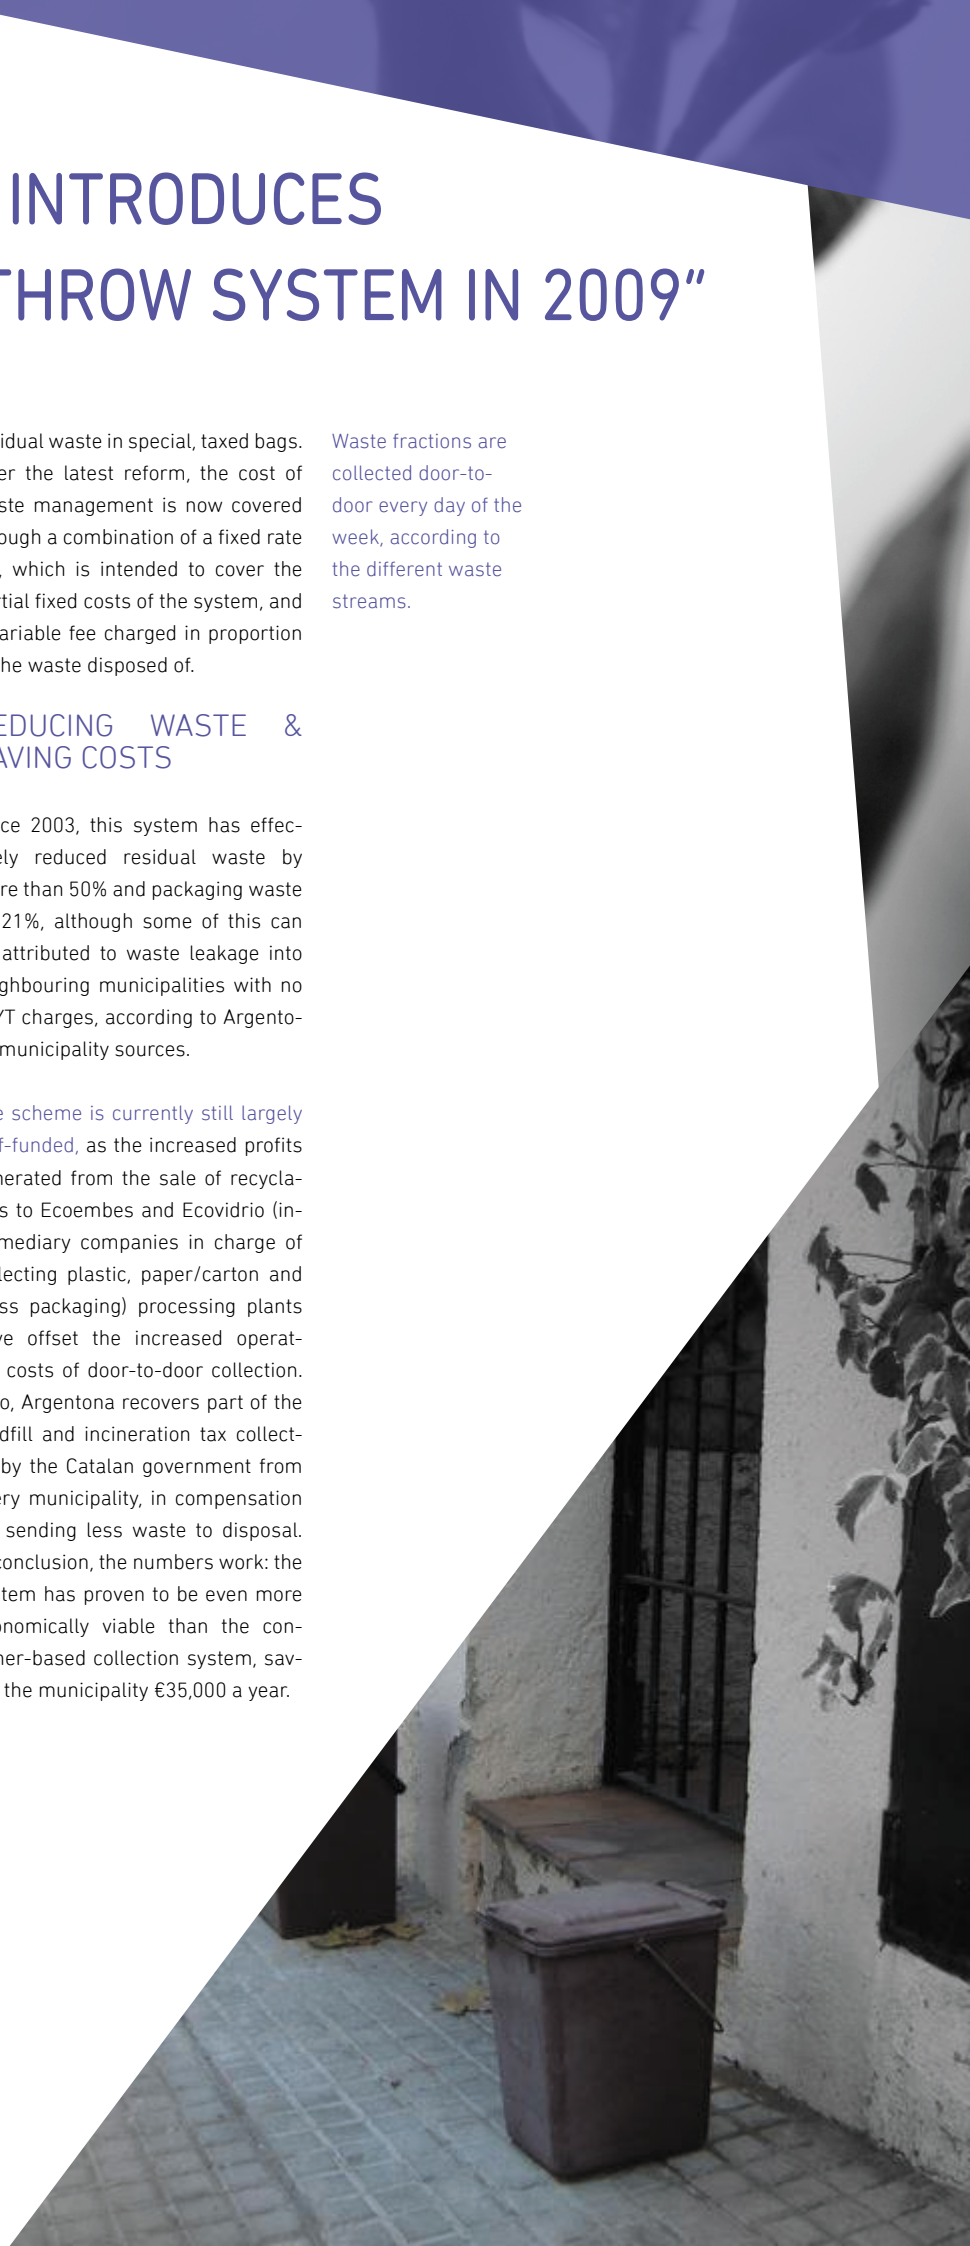 INTRODUCES
THROW SYSTEM IN 2009”
idual waste in special, taxed bags.
er the latest reform, the cost of
ste management is now covered
ough a combination of a fixed rate
, which is intended to cover the
tial fixed costs of the system, and
ariable fee charged in proportion
he waste disposed of.
EDUCING WASTE &
AVING COSTS
ce 2003, this system has effec-
ely reduced residual waste by
re than 50% and packaging waste
21%, although some of this can
attributed to waste leakage into
ghbouring municipalities with no
YT charges, according to Argento-
municipality sources.
e scheme is currently still largely
f-funded, as the increased profits
nerated from the sale of recycla-
s to Ecoembes and Ecovidrio (in-
mediary companies in charge of
lecting plastic, paper/carton and
ss packaging) processing plants
ve offset the increased operat-
costs of door-to-door collection.
o, Argentona recovers part of the
dfill and incineration tax collect-
by the Catalan government from
ery municipality, in compensation
sending less waste to disposal.
conclusion, the numbers work: the
tem has proven to be even more
onomically viable than the con-
ner-based collection system, sav-
the municipality €35,000 a year.
Waste fractions are
collected door-to-
door every day of the
week, according to
the different waste
streams.